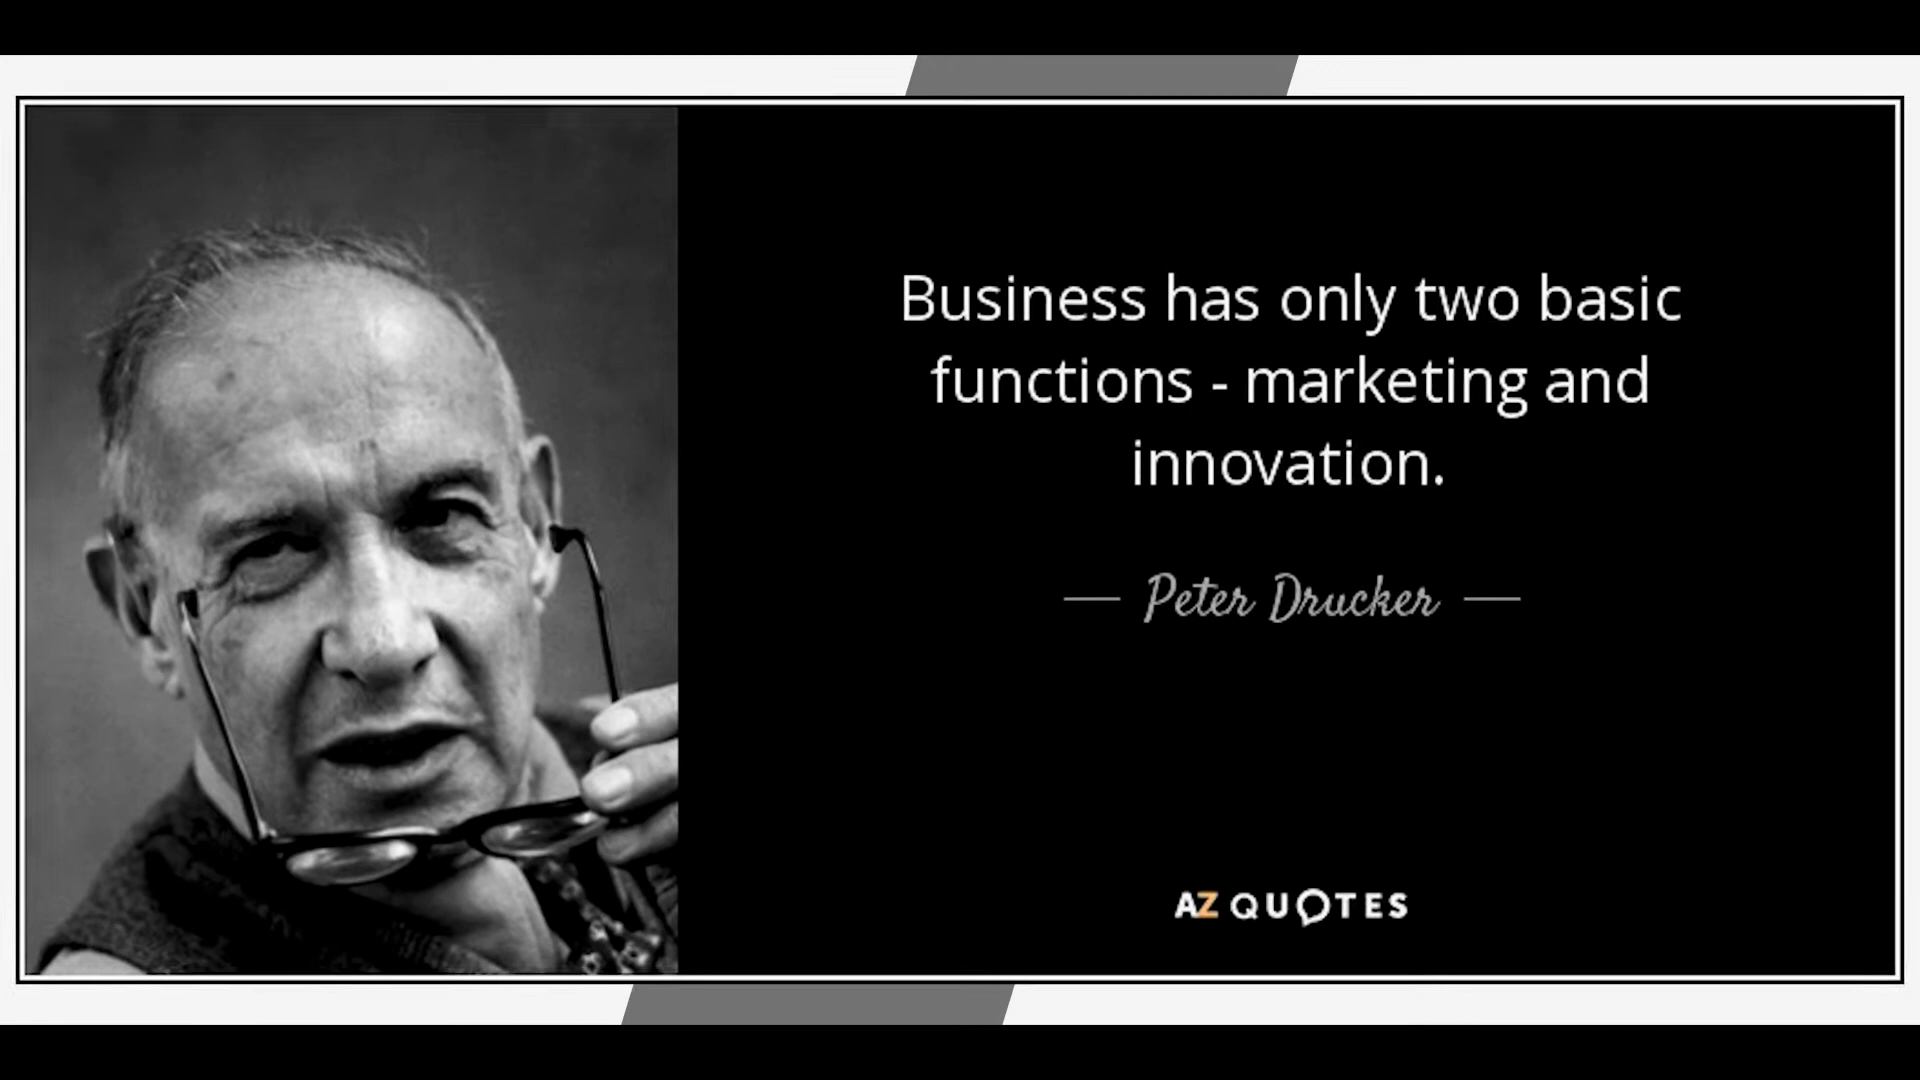 Business has only two basic
functions - marketing and
innovation.
— Peter Drucker —
AZ QUOTES